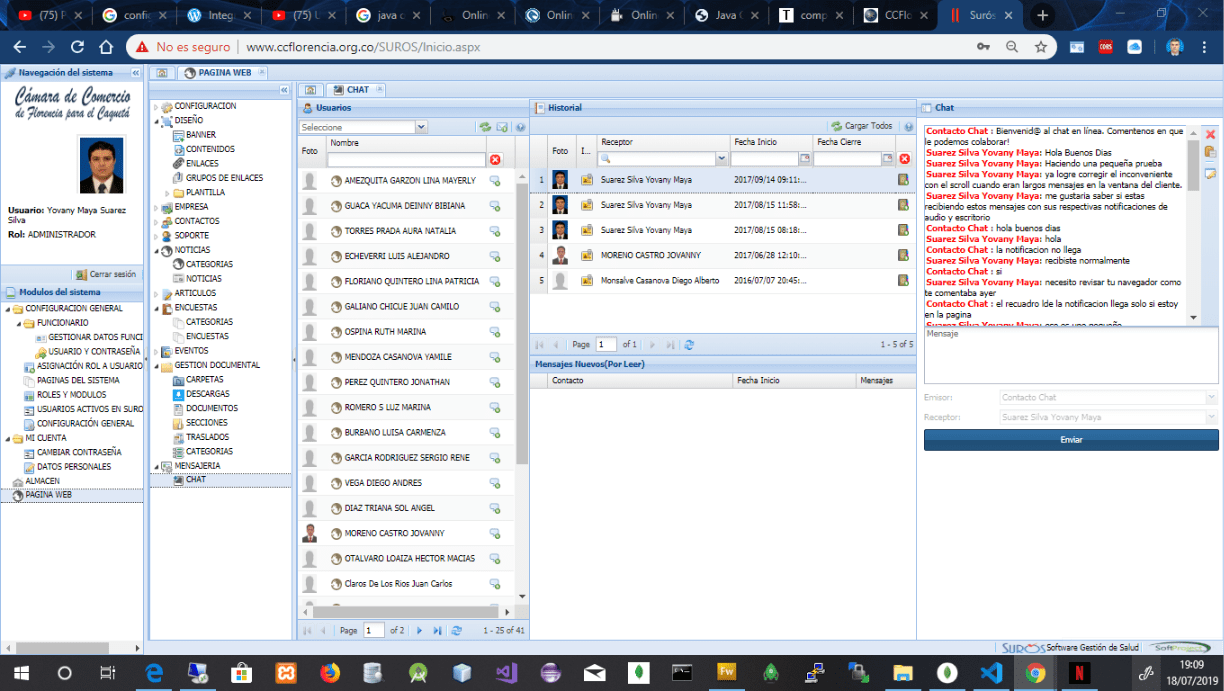 (75) P
config
Integr
(75) L
java c
Onlin
Onlin
Onlin
Java (
comp
CCFlo
Surós
No es seguro
www.ccflorencia.org.co/SUROS/Inicio.aspx
Navegación del sistema
Cámara de Comercio
de Florencia para el Caquetá
Usuario: Yovany Maya Suarez
Silva
Rol: ADMINISTRADOR
Cerrar sesión
Modulos del sistema
CONFIGURACION GENERAL
FUNCIONARIO
GESTIONAR DATOS FUNCI
USUARIO Y CONTRASEÑA
ASIGNACIÓN ROL A USUARIO
PAGINAS DEL SISTEMA
ROLES Y MODULOS
USUARIOS ACTIVOS EN SURO
CONFIGURACIÓN GENERAL
MI CUENTA
CAMBIAR CONTRASEÑA
DATOS PERSONALES
ALMACEN
PAGINA WEB
PAGINA WEB
CONFIGURACION
DISEÑO
BANNER
CONTENIDOS
ENLACES
GRUPOS DE ENLACES
PLANTILLA
EMPRESA
CONTACTOS
SOPORTE
NOTICIAS
CATEGORIAS
NOTICIAS
ARTICULOS
ENCUESTAS
CATEGORIAS
ENCUESTAS
EVENTOS
GESTION DOCUMENTAL
CARPETAS
DESCARGAS
DOCUMENTOS
SECCIONES
TRASLADOS
CATEGORIAS
MENSAJERIA
CHAT
CHAT
Usuarios
Seleccione
Foto
Nombre
AMEZQUITA GARZON LINA MAYERLY
GUACA YACUMA DEINNY BIBIANA
TORRES PRADA AURA NATALIA
ECHEVERRI LUIS ALEJANDRO
FLORIANO QUINTERO LINA PATRICIA
GALIANO CHICUE JUAN CAMILO
OSPINA RUTH MARINA
MENDOZA CASANOVA YAMILE
PEREZ QUINTERO JONATHAN
ROMERO S LUZ MARINA
BURBANO LUISA CARMENZA
GARCIA RODRIGUEZ SERGIO RENE
VEGA DIEGO ANDRES
DIAZ TRIANA SOL ANGEL
MORENO CASTRO JOVANNY
OTALVARO LOAIZA HECTOR MACIAS
Claros De Los Rios Juan Carlos
Page 1 of 2
1 - 25 of 41
Historial
Cargar Todos
Foto
I...
Receptor
Fecha Inicio
Fecha Cierre
1 Suarez Silva Yovany Maya 2017/09/14 09:11:...
2 Suarez Silva Yovany Maya 2017/08/15 11:58:...
3 Suarez Silva Yovany Maya 2017/08/15 08:18:...
4 MORENO CASTRO JOVANNY 2017/06/28 12:10:...
5 Monsalve Casanova Diego Alberto 2016/07/07 20:45:...
Page 1 of 1
1 - 5 of 5
Mensajes Nuevos(Por Leer)
Contacto
Fecha Inicio
Mensajes
Chat
Contacto Chat : Bienvenid@ al chat en línea. Comentenos en que
le podemos colaborar!
Suarez Silva Yovany Maya: Hola Buenos Dias
Suarez Silva Yovany Maya: Haciendo una pequeña prueba
Suarez Silva Yovany Maya: ya logre corregir el inconveniente
con el scroll cuando eran largos mensajes en la ventana del cliente.
Suarez Silva Yovany Maya: me gustaria saber si estas
recibiendo estos mensajes con sus respectivas notificaciones de
audio y escritorio
Contacto Chat : hola buenos dias
Suarez Silva Yovany Maya: hola
Contacto Chat : la notificacion no llega
Suarez Silva Yovany Maya: recibiste normalmente
Contacto Chat : si
Suarez Silva Yovany Maya: necesito revisar tu navegador como
te comentaba ayer
Contacto Chat : el recuadro lde la notificacion llega solo si estoy
en la pagina
Suarez Silva Yovany Maya: eso es una pequeño
Mensaje
Emisor:
Contacto Chat
Receptor:
Suarez Silva Yovany Maya
Enviar
SUROS Software Gestión de Salud
SoftProject
19:09
18/07/2019